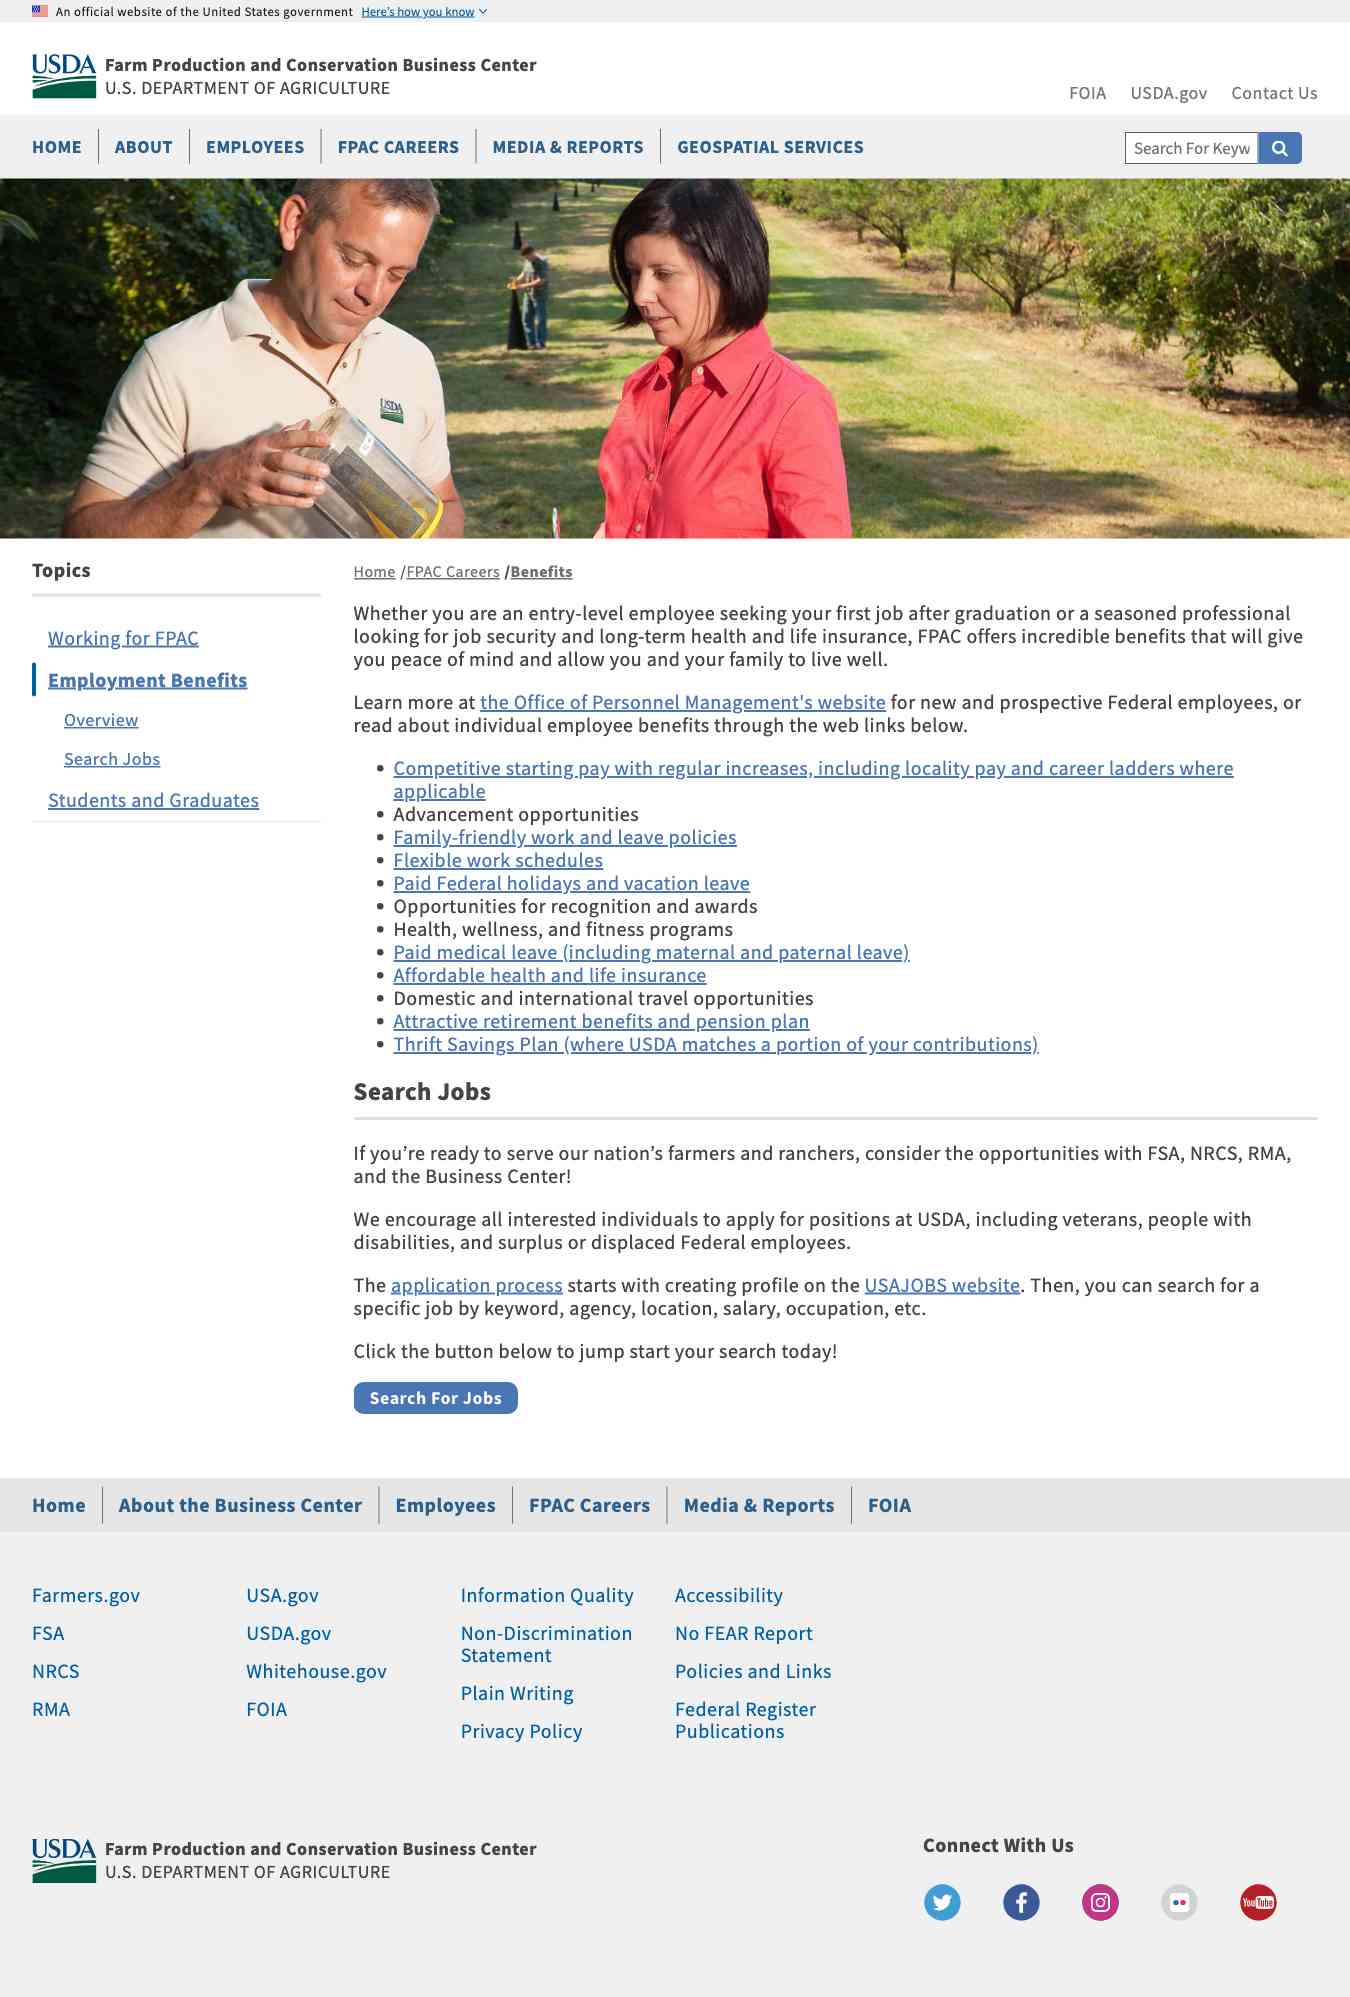 An official website of the United States government Here's how you know
USDA
Farm Production and Conservation Business Center
U.S. DEPARTMENT OF AGRICULTURE
FOIA USDA.gov Contact Us
HOME ABOUT EMPLOYEES FPAC CAREERS MEDIA & REPORTS GEOSPATIAL SERVICES
Search For Keyw
USDA
Topics
Working for FPAC
Employment Benefits
Overview
Search Jobs
Students and Graduates
Home /FPAC Careers /Benefits
Whether you are an entry-level employee seeking your first job after graduation or a seasoned professional
looking for job security and long-term health and life insurance, FPAC offers incredible benefits that will give
you peace of mind and allow you and your family to live well.
Learn more at the Office of Personnel Management's website for new and prospective Federal employees, or
read about individual employee benefits through the web links below.
• Competitive starting pay with regular increases, including locality pay and career ladders where
applicable
• Advancement opportunities
• Family-friendly work and leave policies
• Flexible work schedules
• Paid Federal holidays and vacation leave
• Opportunities for recognition and awards
• Health, wellness, and fitness programs
• Paid medical leave (including maternal and paternal leave)
• Affordable health and life insurance
• Domestic and international travel opportunities
• Attractive retirement benefits and pension plan
• Thrift Savings Plan (where USDA matches a portion of your contributions)
Search Jobs
If you’re ready to serve our nation’s farmers and ranchers, consider the opportunities with FSA, NRCS, RMA,
and the Business Center!
We encourage all interested individuals to apply for positions at USDA, including veterans, people with
disabilities, and surplus or displaced Federal employees.
The application process starts with creating profile on the USAJOBS website. Then, you can search for a
specific job by keyword, agency, location, salary, occupation, etc.
Click the button below to jump start your search today!
Search For Jobs
Home About the Business Center Employees FPAC Careers Media & Reports FOIA
Farmers.gov
FSA
NRCS
RMA
USA.gov
USDA.gov
Whitehouse.gov
FOIA
Information Quality
Non-Discrimination
Statement
Plain Writing
Privacy Policy
Accessibility
No FEAR Report
Policies and Links
Federal Register
Publications
USDA
Farm Production and Conservation Business Center
U.S. DEPARTMENT OF AGRICULTURE
Connect With Us
YouTube